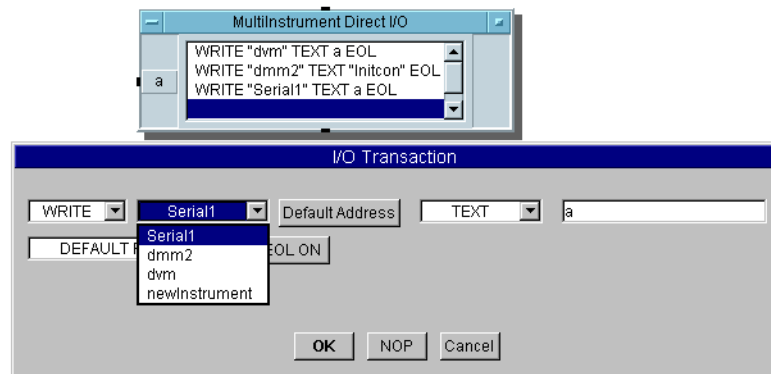 MultiInstrument Direct I/O
WRITE "dvm" TEXT a EOL
WRITE "dmm2" TEXT "Initcon" EOL
a
WRITE "Serial1" TEXT a EOL
I/O Transaction
WRITE Serial1 Default Address TEXT a
DEFAULT EOL ON
Serial1
dmm2
dvm
newInstrument
OK NOP Cancel